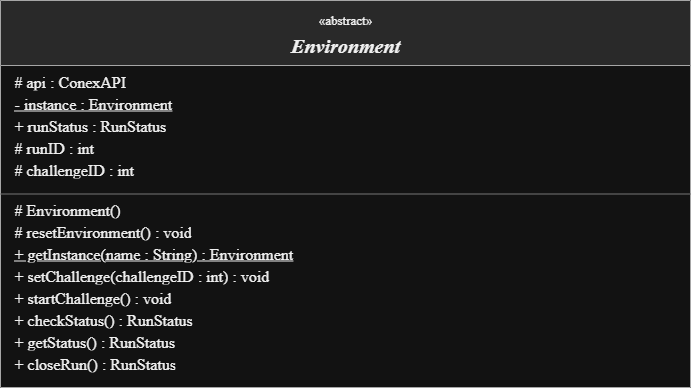 «abstract»
Environment
# api : ConexAPI
- instance : Environment
+ runStatus : RunStatus
# runID : int
# challengeID : int
# Environment()
# resetEnvironment() : void
+ getInstance(name : String) : Environment
+ setChallenge(challengeID : int) : void
+ startChallenge() : void
+ checkStatus() : RunStatus
+ getStatus() : RunStatus
+ closeRun() : RunStatus